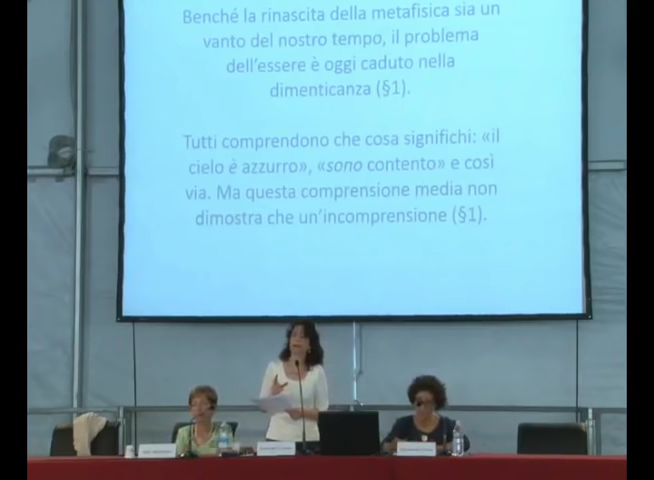 Benché la rinascita della metafisica sia un
vanto del nostro tempo, il problema
dell'essere è oggi caduto nella
dimenticanza (§1).
Tutti comprendono che cosa significhi: «il
cielo è azzurro», «sono contento» e così
via. Ma questa comprensione media non
dimostra che un'incomprensione (§1).